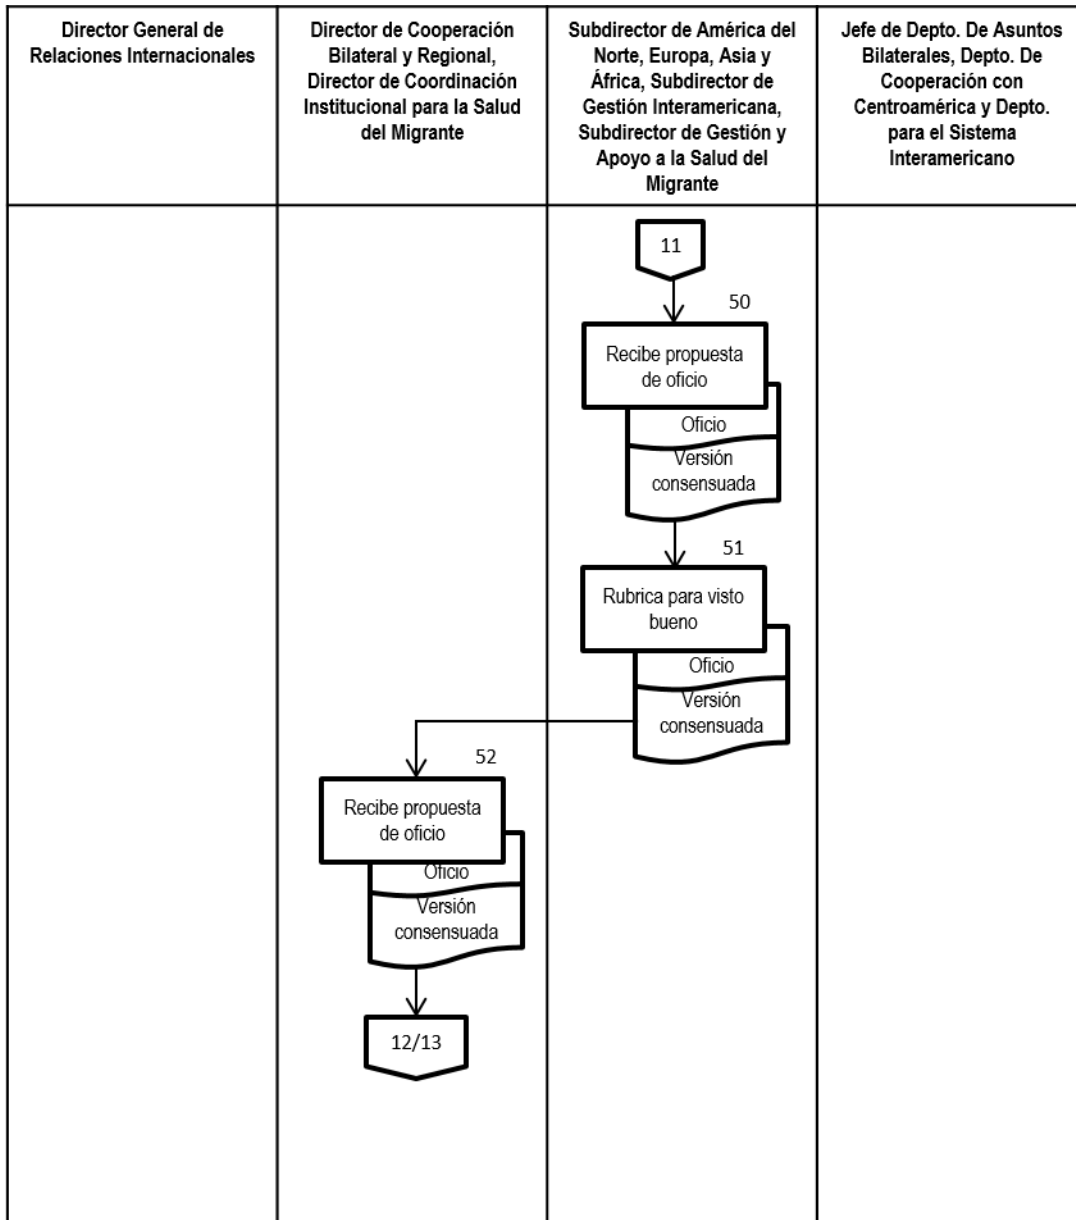 Director General de
Relaciones Internacionales
Director de Cooperación
Bilateral y Regional,
Director de Coordinación
Institucional para la Salud
del Migrante
Subdirector de América del
Norte, Europa, Asia y
África, Subdirector de
Gestión Interamericana,
Subdirector de Gestión y
Apoyo a la Salud del
Migrante
Jefe de Depto. De Asuntos
Bilaterales, Depto. De
Cooperación con
Centroamérica y Depto.
para el Sistema
Interamericano
11
50
Recibe propuesta
de oficio
Oficio
Versión
consensuada
51
Rubrica para visto
bueno
Oficio
Versión
consensuada
52
Recibe propuesta
de oficio
Oficio
Versión
consensuada
12/13